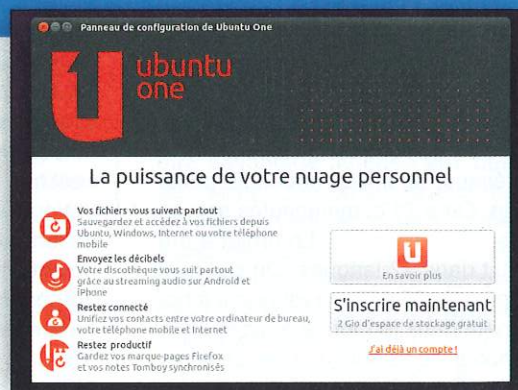 Panneau de configuration de Ubuntu One
ubuntu
one
La puissance de votre nuage personnel
Vos fichiers vous suivent partout
Sauvegardez et accédez à vos fichiers depuis
Ubuntu, Windows, Internet ou votre téléphone
mobile
Envoyez les décibels
Votre discothèque vous suit partout
grâce au streaming audio sur Android et
iPhone
Restez connecté
Unifiez vos contacts entre votre ordinateur de bureau,
votre téléphone mobile et Internet
Restez productif
Gardez vos marque-pages Firefox
et vos notes Tomboy synchronisés
En savoir plus
S'inscrire maintenant
2 Gio d'espace de stockage gratuit
J'ai déjà un compte !